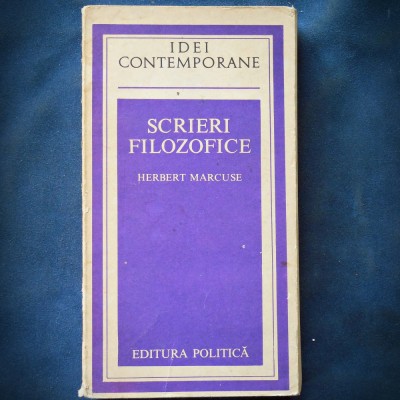 IDEI
CONTEMPORANE
SCRIERI
FILOZOFICE
HERBERT MARCUSE
EDITURA POLITICĂ